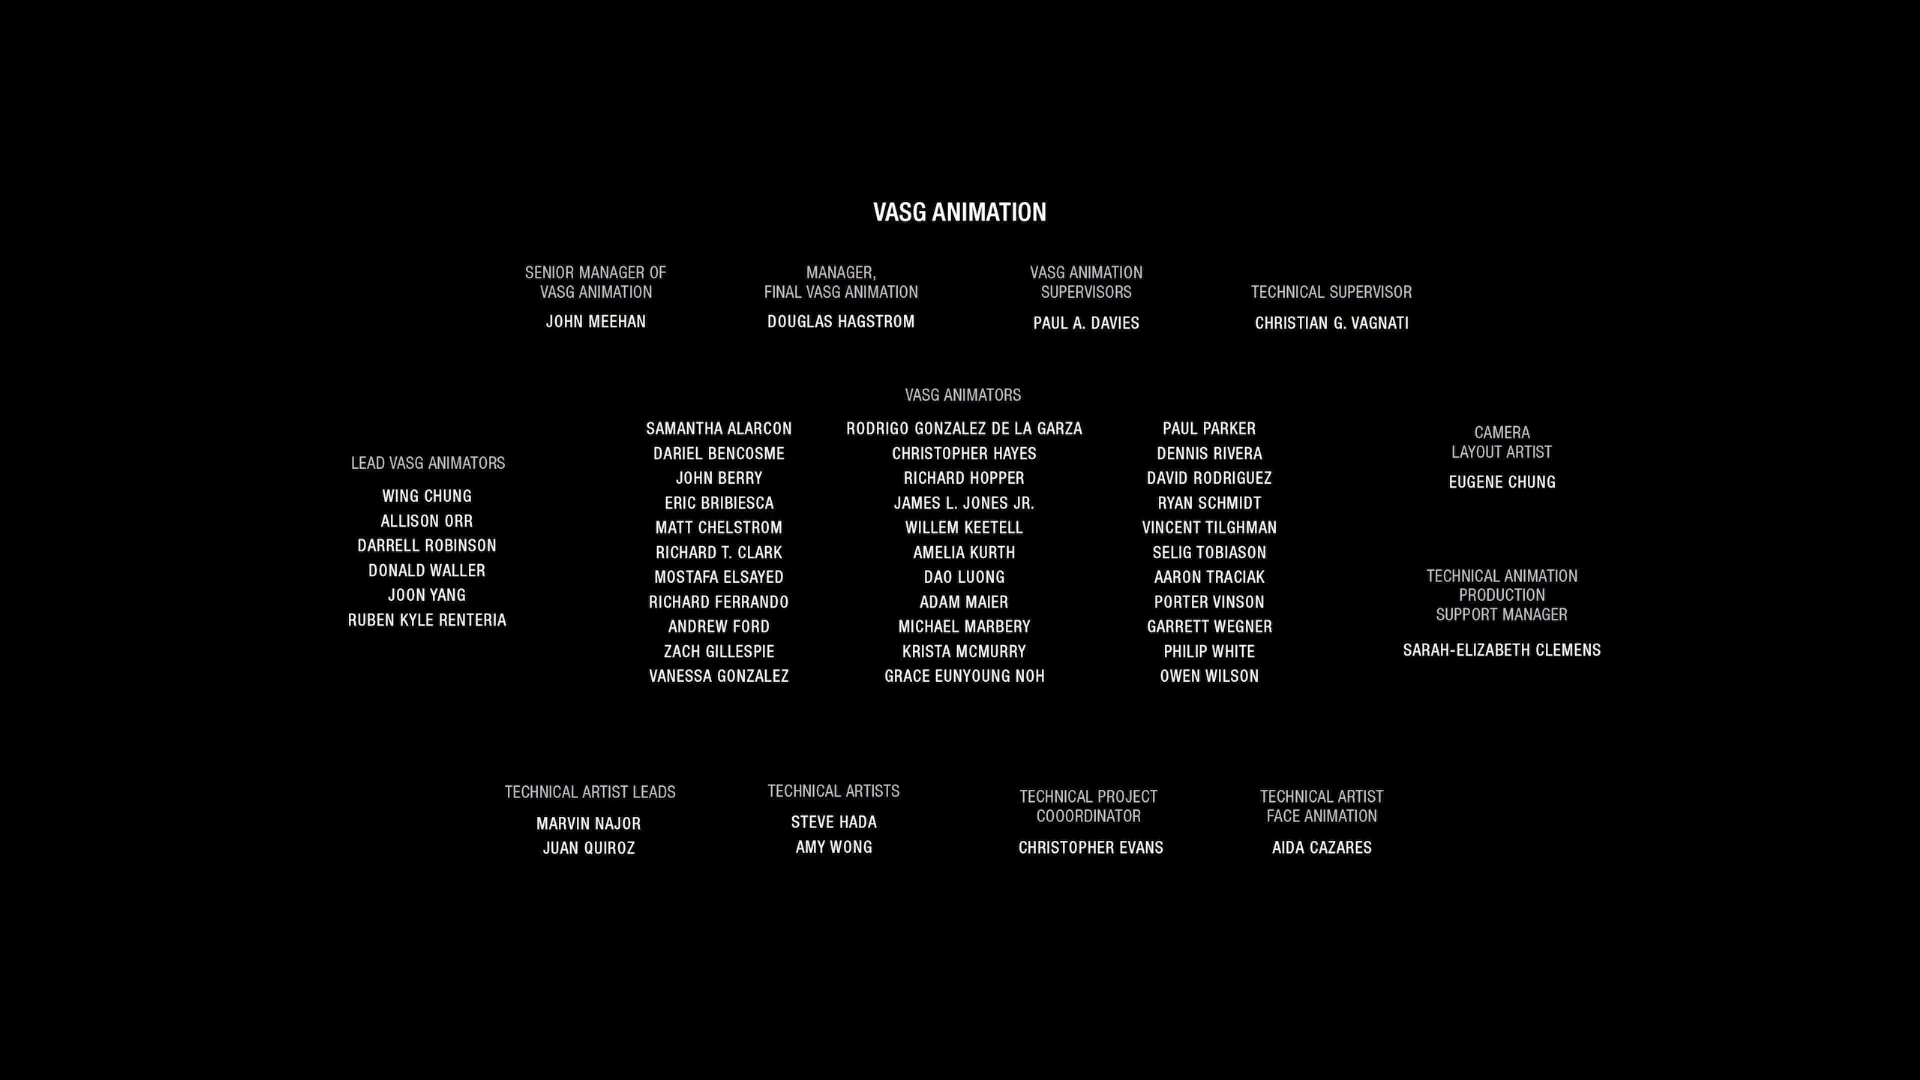 VASG ANIMATION
SENIOR MANAGER OF
VASG ANIMATION
JOHN MEEHAN
MANAGER,
FINAL VASG ANIMATION
DOUGLAS HAGSTROM
VASG ANIMATION
SUPERVISORS
PAUL A. DAVIES
TECHNICAL SUPERVISOR
CHRISTIAN G. VAGNATI
LEAD VASG ANIMATORS
WING CHUNG
ALLISON ORR
DARRELL ROBINSON
DONALD WALLER
JOON YANG
RUBEN KYLE RENTERIA
VASG ANIMATORS
SAMANTHA ALARCON
DARIEL BENCOSME
JOHN BERRY
ERIC BRIBIESCA
MATT CHELSTROM
RICHARD T. CLARK
MOSTAFA ELSAYED
RICHARD FERRANDO
ANDREW FORD
ZACH GILLESPIE
VANESSA GONZALEZ
RODRIGO GONZALEZ DE LA GARZA
CHRISTOPHER HAYES
RICHARD HOPPER
JAMES L. JONES JR.
WILLEM KEETELL
AMELIA KURTH
DAO LUONG
ADAM MAIER
MICHAEL MARBERY
KRISTA MCMURRY
GRACE EUNYOUNG NOH
PAUL PARKER
DENNIS RIVERA
DAVID RODRIGUEZ
RYAN SCHMIDT
VINCENT TILGHMAN
SELIG TOBIASON
AARON TRACIAK
PORTER VINSON
GARRETT WEGNER
PHILIP WHITE
OWEN WILSON
CAMERA
LAYOUT ARTIST
EUGENE CHUNG
TECHNICAL ANIMATION
PRODUCTION
SUPPORT MANAGER
SARAH-ELIZABETH CLEMENS
TECHNICAL ARTIST LEADS
MARVIN NAJOR
JUAN QUIROZ
TECHNICAL ARTISTS
STEVE HADA
AMY WONG
TECHNICAL PROJECT
COOORDINATOR
CHRISTOPHER EVANS
TECHNICAL ARTIST
FACE ANIMATION
AIDA CAZARES